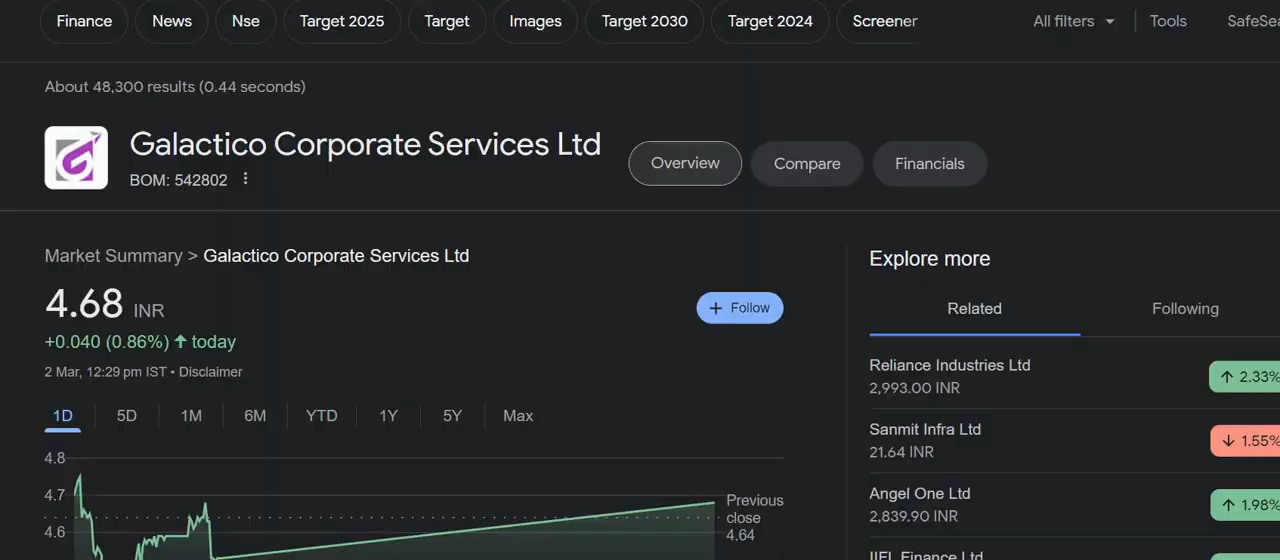 Finance News Nse Target 2025 Target Images Target 2030 Target 2024 Screener All filters Tools
About 48,300 results (0.44 seconds)
Galactico Corporate Services Ltd
BOM: 542802
Overview Compare Financials
Market Summary > Galactico Corporate Services Ltd
4.68 INR
+ Follow
+0.040 (0.86%) ↑ today
2 Mar, 12:29 pm IST • Disclaimer
1D 5D 1M 6M YTD 1Y 5Y Max
4.8
4.7
4.6
Previous
close
4.64
Explore more
Related Following
Reliance Industries Ltd
2,993.00 INR
↑ 2.33%
Sanmit Infra Ltd
21.64 INR
↓ 1.55%
Angel One Ltd
2,839.90 INR
↑ 1.98%
IIFL Finance Ltd